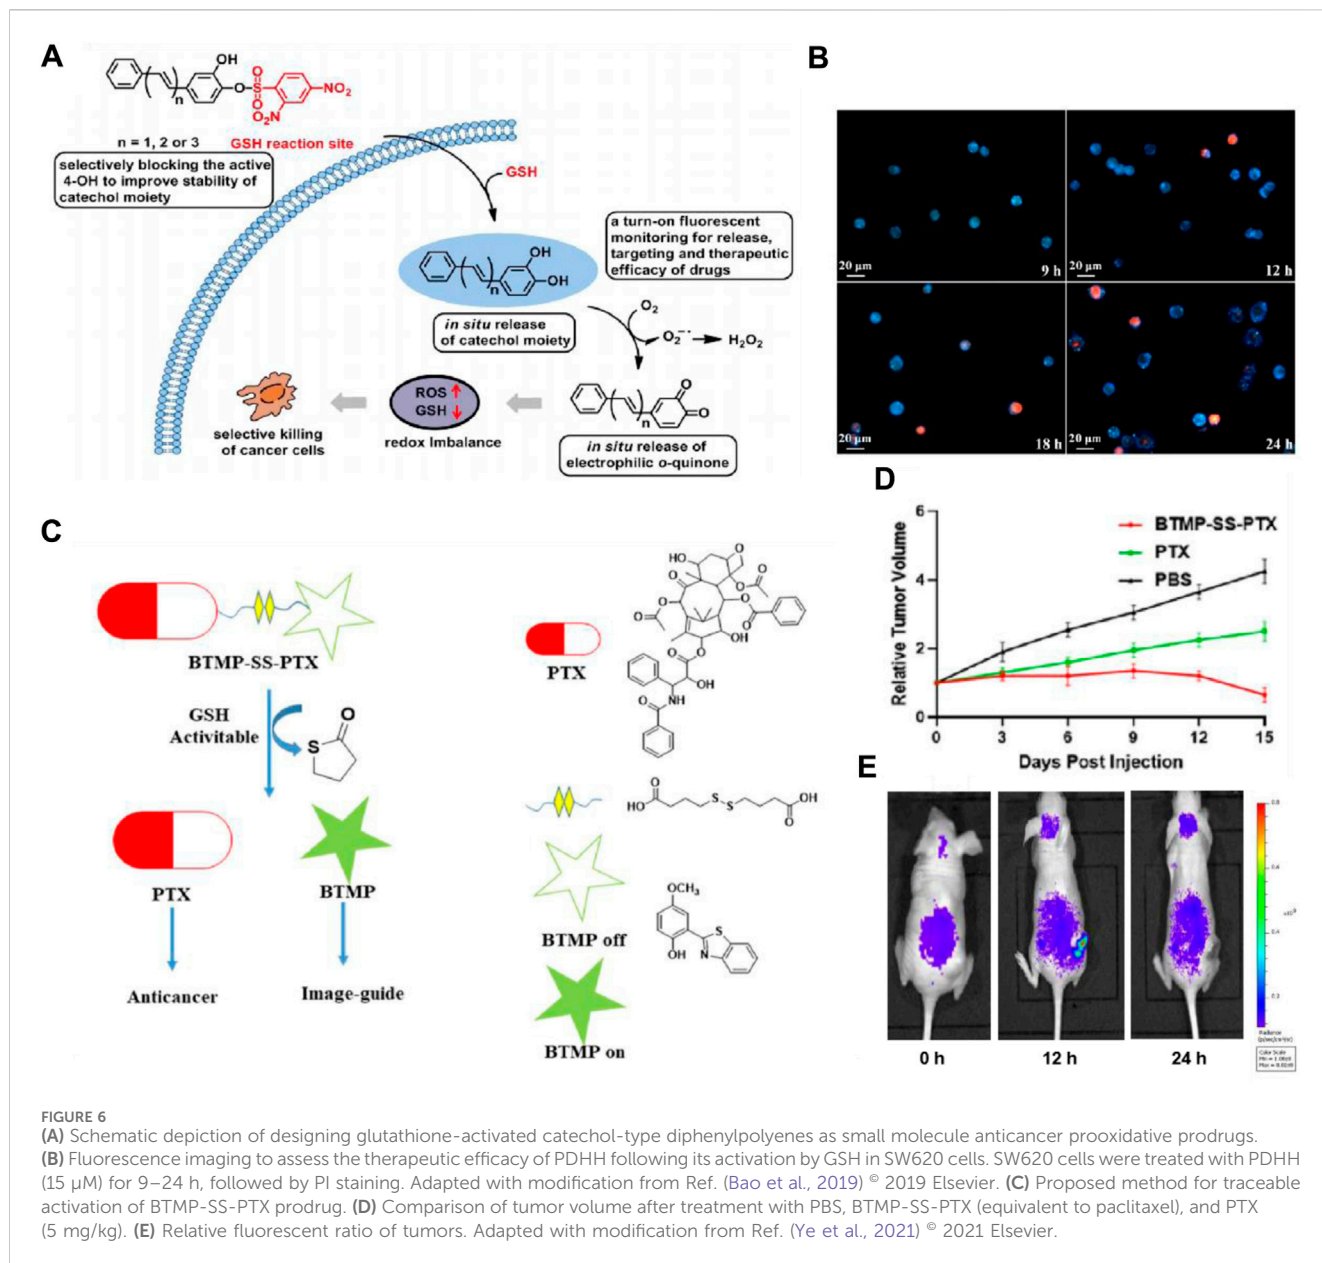 A
OH
O
S
O
O
NO₂
O₂N
n
n = 1, 2 or 3
GSH reaction site
selectively blocking the active
4-OH to improve stability of
catechol moiety
GSH
a turn-on fluorescent
monitoring for release,
targeting and therapeutic
efficacy of drugs
OH
OH
n
in situ release
of catechol moiety
O₂
O₂⁻·
H₂O₂
ROS
GSH
redox Imbalance
selective killing
of cancer cells
O
O
n
in situ release of
electrophilic o-quinone
B
20 μm
9 h
20 μm
12 h
20 μm
18 h
20 μm
24 h
C
BTMP-SS-PTX
GSH
Activitable
O
S
PTX
BTMP
Anticancer
Image-guide
PTX
HO
O
OH
NH
HO
O
S-S
O
OH
BTMP off
OCH₃
S
N
OH
BTMP on
D
Relative Tumor Volume
6
4
2
0
BTMP-SS-PTX
PTX
PBS
0 3 6 9 12 15
Days Post Injection
E
0 h
12 h
24 h
Radiance
Color Scale
FIGURE 6
(A) Schematic depiction of designing glutathione-activated catechol-type diphenylpolyenes as small molecule anticancer prooxidative prodrugs.
(B) Fluorescence imaging to assess the therapeutic efficacy of PDHH following its activation by GSH in SW620 cells. SW620 cells were treated with PDHH
(15 μM) for 9–24 h, followed by PI staining. Adapted with modification from Ref. (Bao et al., 2019) © 2019 Elsevier. (C) Proposed method for traceable
activation of BTMP-SS-PTX prodrug. (D) Comparison of tumor volume after treatment with PBS, BTMP-SS-PTX (equivalent to paclitaxel), and PTX
(5 mg/kg). (E) Relative fluorescent ratio of tumors. Adapted with modification from Ref. (Ye et al., 2021) © 2021 Elsevier.